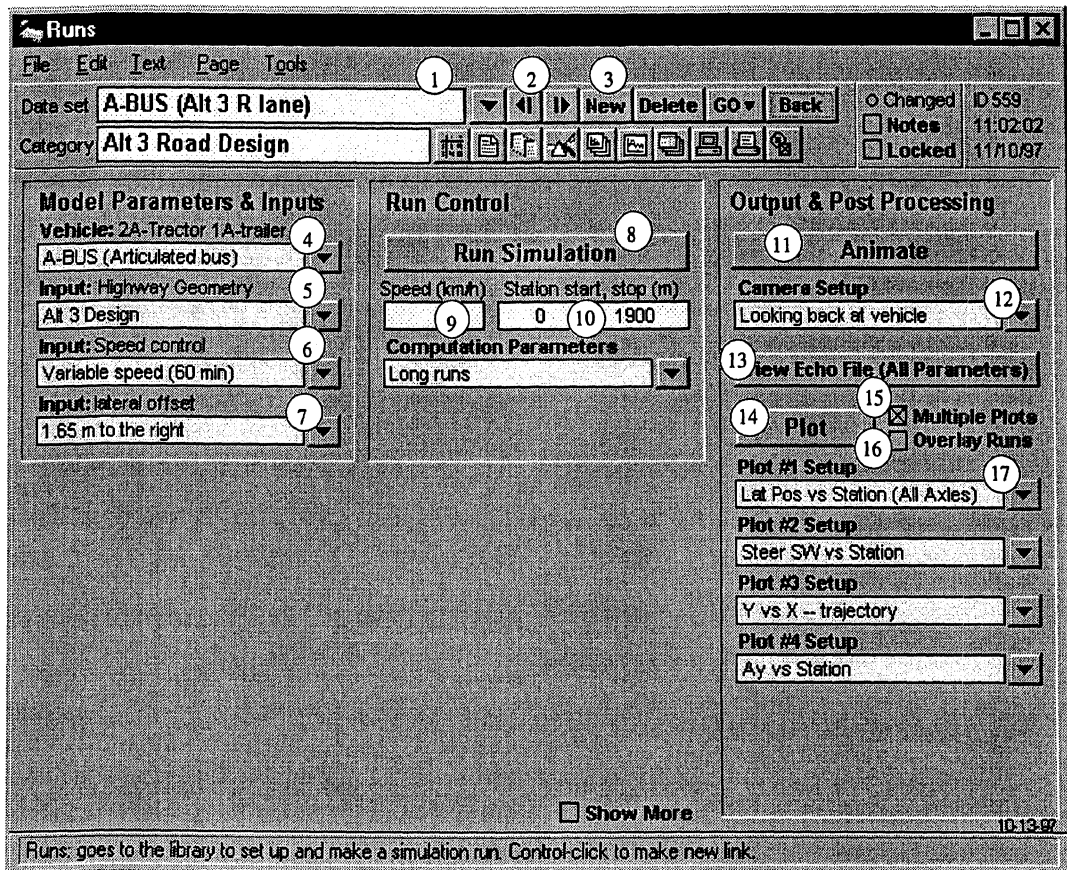 Runs
File Edit Text Page Tools
1 2 3
Data set A-BUS (Alt 3 R lane) New Delete GO Back Changed ID 559
Notes 11:02:02
Category Alt 3 Road Design Locked 11/10/97
Model Parameters & Inputs
Vehicle: 2A-Tractor 1A-trailer 4
A-BUS (Articulated bus)
Input: Highway Geometry 5
Alt 3 Design
Input: Speed control 6
Variable speed (60 min)
Input: lateral offset 7
1.65 m to the right
Run Control
8
Run Simulation
Speed (km/h) Station start, stop (m)
9 0 10 1900
Computation Parameters
Long runs
Output & Post Processing
11 Animate
Camera Setup 12
Looking back at vehicle
13 View Echo File (All Parameters)
14 Plot 15 Multiple Plots
16 Overlay Runs
Plot #1 Setup 17
Lat Pos vs Station (All Axles)
Plot #2 Setup
Steer SW vs Station
Plot #3 Setup
Y vs X -- trajectory
Plot #4 Setup
Ay vs Station
Show More
10-13-97
Runs: goes to the library to set up and make a simulation run. Control-click to make new link.